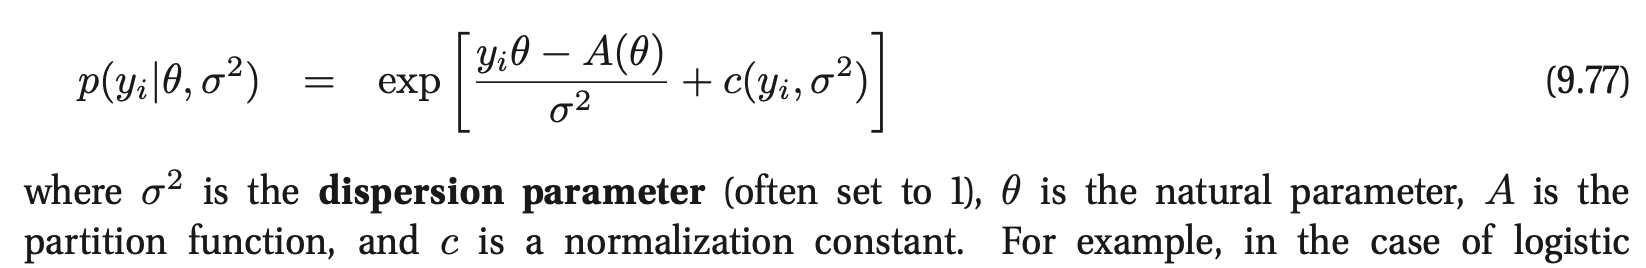 p(y_i|θ, σ²) = exp [ (y_iθ − A(θ)) / σ² + c(y_i, σ²) ] (9.77)
where σ² is the dispersion parameter (often set to 1), θ is the natural parameter, A is the
partition function, and c is a normalization constant. For example, in the case of logistic